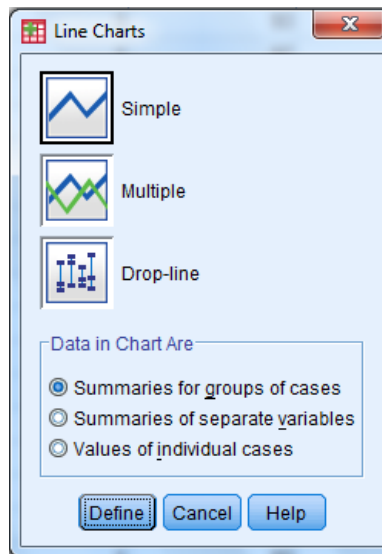 Line Charts
Simple
Multiple
Drop-line
Data in Chart Are
Summaries for groups of cases
Summaries of separate variables
Values of individual cases
Define Cancel Help